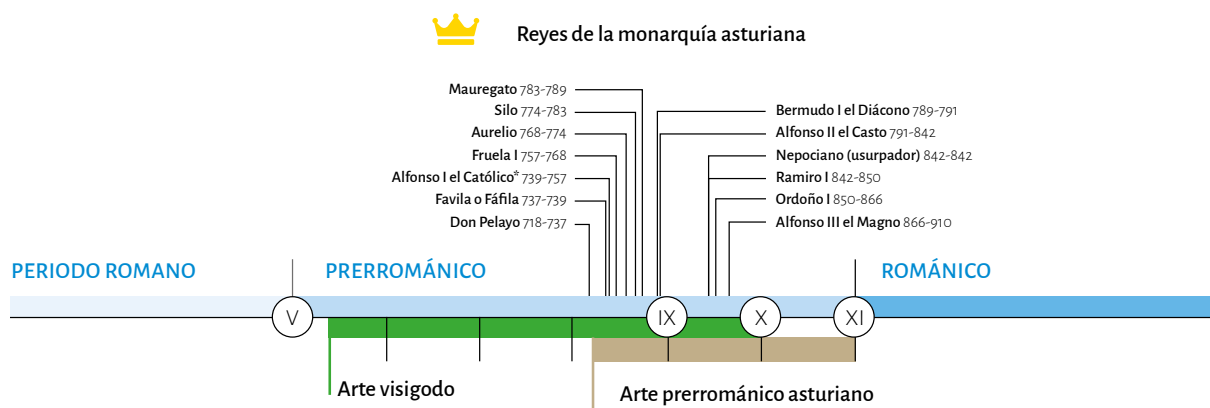 Reyes de la monarquía asturiana
Mauregato 783-789
Silo 774-783
Aurelio 768-774
Fruela I 757-768
Alfonso I el Católico* 739-757
Favila o Fáfila 737-739
Don Pelayo 718-737
Bermudo I el Diácono 789-791
Alfonso II el Casto 791-842
Nepociano (usurpador) 842-842
Ramiro I 842-850
Ordoño I 850-866
Alfonso III el Magno 866-910
PERIODO ROMANO
PRERROMÁNICO
ROMÁNICO
V
IX
X
XI
Arte visigodo
Arte prerrománico asturiano